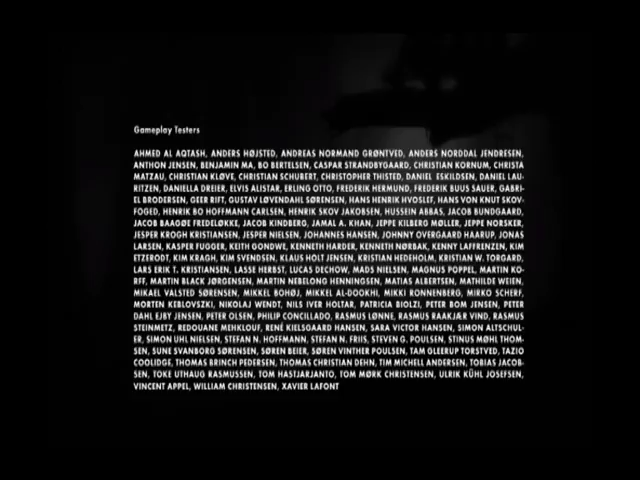 Gameplay Testers
AHMED AL AQTASH, ANDERS HØJSTED, ANDREAS NORMAND GRØNTVED, ANDERS NORDDAL JENDRESEN,
ANTHON JENSEN, BENJAMIN MA, BO BERTELSEN, CASPAR STRANDBYGAARD, CHRISTIAN KORNUM, CHRISTA
MATZAU, CHRISTIAN KLØVE, CHRISTIAN SCHUBERT, CHRISTOPHER THISTED, DANIEL ESKILDSEN, DANIEL LAU-
RITZEN, DANIELLA DREIER, ELVIS ALISTAR, ERLING OTTO, FREDERIK HERMUND, FREDERIK BUUS SAUER, GABRI-
EL BRODERSEN, GEER RIFT, GUSTAV LØVENDAHL SØRENSEN, HANS HENRIK HVOSLEF, HANS VON KNUT SKOV-
FOGED, HENRIK BO HOFFMANN CARLSEN, HENRIK SKOV JAKOBSEN, HUSSEIN ABBAS, JACOB BUNDGAARD,
JACOB BAAGØE FREDELØKKE, JACOB KINDBERG, JAMAL A. KHAN, JEPPE KILBERG MØLLER, JEPPE NORSKER,
JESPER KROGH KRISTIANSEN, JESPER NIELSEN, JOHANNES HANSEN, JOHNNY OVERGAARD HAARUP, JONAS
LARSEN, KASPER FUGGER, KEITH GONDWE, KENNETH HARDER, KENNETH NØRBAK, KENNY LAFFRENZEN, KIM
ETZERODT, KIM KRAGH, KIM SVENDSEN, KLAUS HOLT JENSEN, KRISTIAN HEDEHOLM, KRISTIAN W. TORGARD,
LARS ERIK T. KRISTIANSEN, LASSE HERBST, LUCAS DECHOW, MADS NIELSEN, MAGNUS POPPEL, MARTIN KO-
RFF, MARTIN BLACK JØRGENSEN, MARTIN NEBELONG HENNINGSEN, MATIAS ALBERTSEN, MATHILDE WEIEN,
MIKAEL VALSTED SØRENSEN, MIKKEL BOHØJ, MIKKEL AL-DOOKHI, MIKKI RONNENBERG, MIRKO SCHERF,
MORTEN KEBLOVSZKI, NIKOLAJ WENDT, NILS IVER HOLTAR, PATRICIA BIOLZI, PETER BOM JENSEN, PETER
DAHL EJBY JENSEN, PETER OLSEN, PHILIP CONCILLADO, RASMUS LØNNE, RASMUS RAAKJÆR VIND, RASMUS
STEINMETZ, REDOUANE MEHKLOUF, RENÉ KIELSGAARD HANSEN, SARA VICTOR HANSEN, SIMON ALTSCHUL-
ER, SIMON UHL NIELSEN, STEFAN N. HOFFMANN, STEFAN N. FRIIS, STEVEN G. POULSEN, STINUS MØHL THOM-
SEN, SUNE SVANBORG SØRENSEN, SØREN BEIER, SØREN VINTHER POULSEN, TAM GLEERUP TORSTVED, TAZIO
COOLIDGE, THOMAS BRINCH PEDERSEN, THOMAS CHRISTIAN DEHN, TIM MICHELL ANDERSEN, TOBIAS JACOB-
SEN, TOKE UTHAUG RASMUSSEN, TOM HASTJARJANTO, TOM MØRK CHRISTENSEN, ULRIK KÜHL JOSEFSEN,
VINCENT APPEL, WILLIAM CHRISTENSEN, XAVIER LAFONT